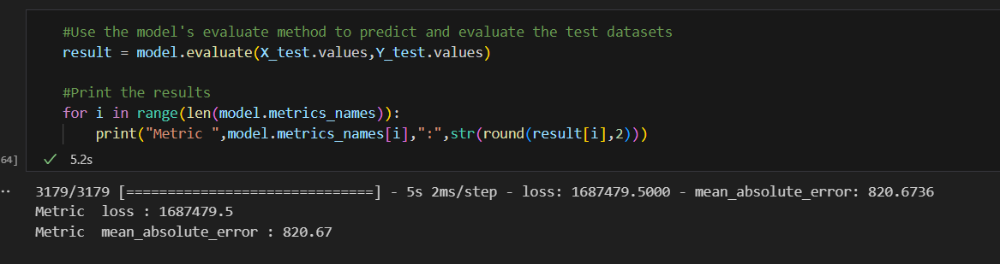 #Use the model's evaluate method to predict and evaluate the test datasets
result = model.evaluate(X_test.values,Y_test.values)
#Print the results
for i in range(len(model.metrics_names)):
    print("Metric ",model.metrics_names[i],":",str(round(result[i],2)))
64] ✓ 5.2s
3179/3179 [==============================] - 5s 2ms/step - loss: 1687479.5000 - mean_absolute_error: 820.6736
Metric  loss : 1687479.5
Metric  mean_absolute_error : 820.67